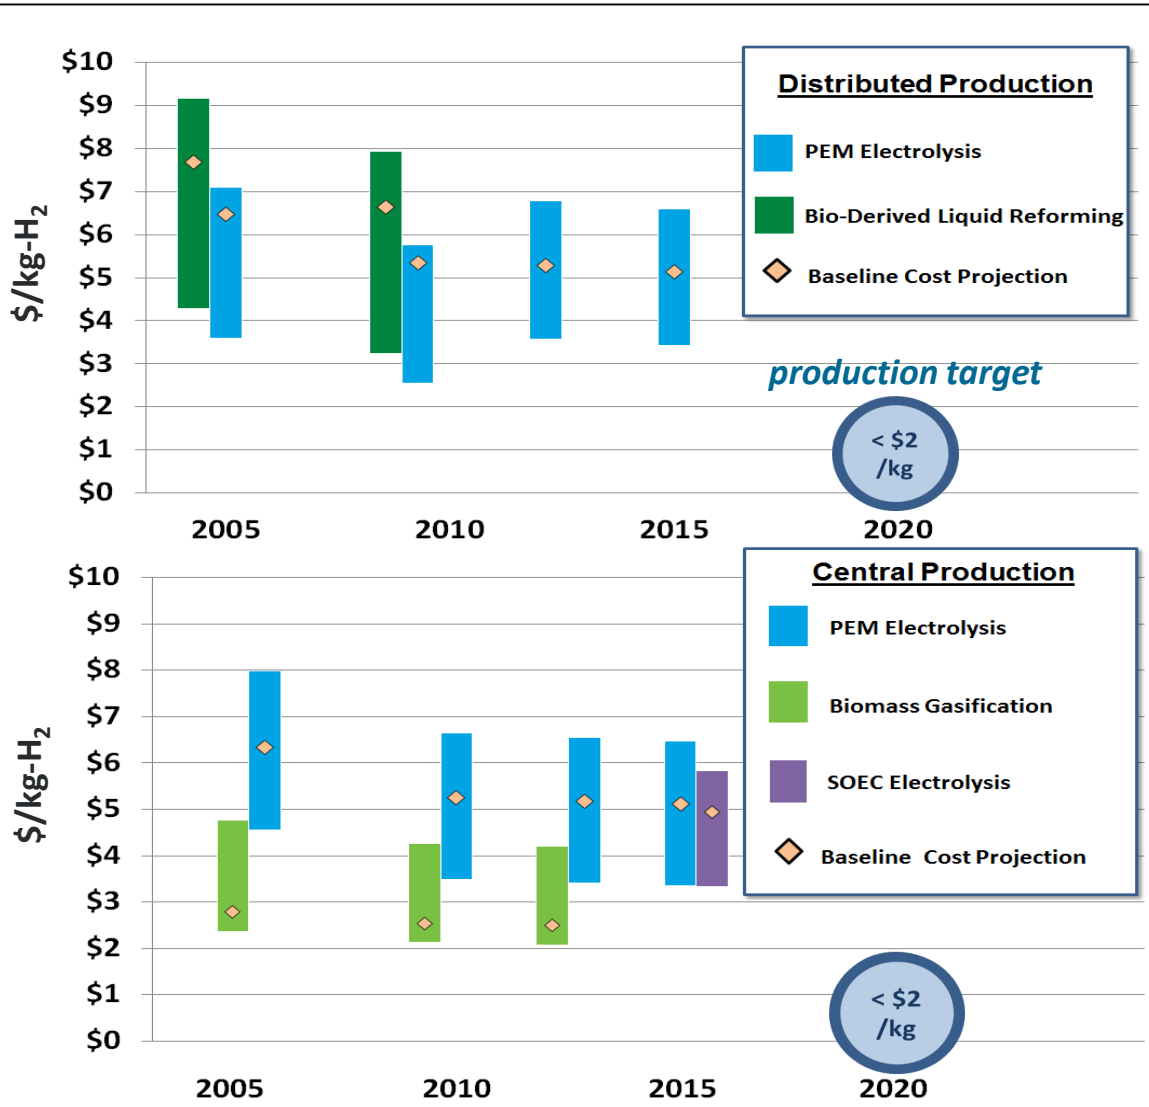 $10
$9
$8
$7
$6
$5
$4
$3
$2
$1
$0
$/kg-H2
2005
2010
2015
2020
Distributed Production
PEM Electrolysis
Bio-Derived Liquid Reforming
Baseline Cost Projection
production target
< $2
/kg
$10
$9
$8
$7
$6
$5
$4
$3
$2
$1
$0
$/kg-H2
2005
2010
2015
2020
Central Production
PEM Electrolysis
Biomass Gasification
SOEC Electrolysis
Baseline Cost Projection
< $2
/kg